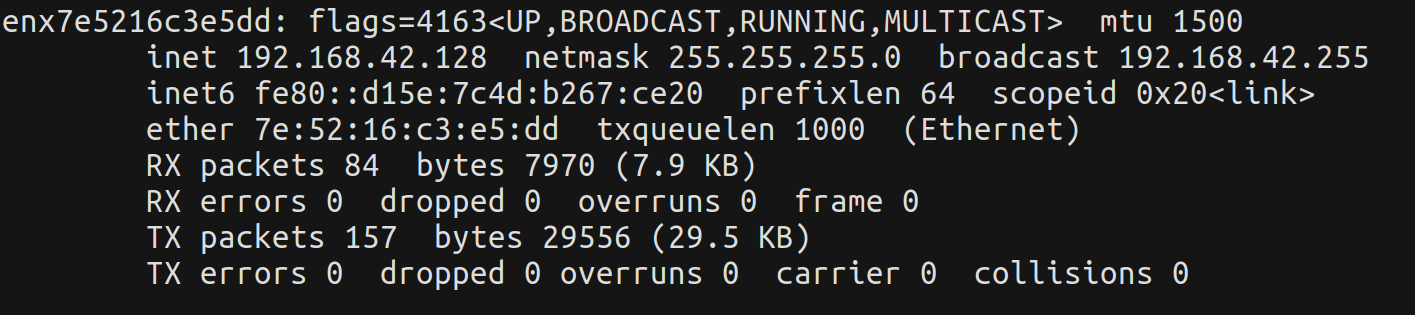 enx7e5216c3e5dd: flags=4163<UP,BROADCAST,RUNNING,MULTICAST>  mtu 1500
        inet 192.168.42.128  netmask 255.255.255.0  broadcast 192.168.42.255
        inet6 fe80::d15e:7c4d:b267:ce20  prefixlen 64  scopeid 0x20<link>
        ether 7e:52:16:c3:e5:dd  txqueuelen 1000  (Ethernet)
        RX packets 84  bytes 7970 (7.9 KB)
        RX errors 0  dropped 0  overruns 0  frame 0
        TX packets 157  bytes 29556 (29.5 KB)
        TX errors 0  dropped 0 overruns 0  carrier 0  collisions 0